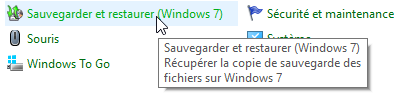 Sauvegarder et restaurer (Windows 7)
Sécurité et maintenance
Souris
Windows To Go
Sauvegarder et restaurer (Windows 7)
Récupérer la copie de sauvegarde des
fichiers sur Windows 7